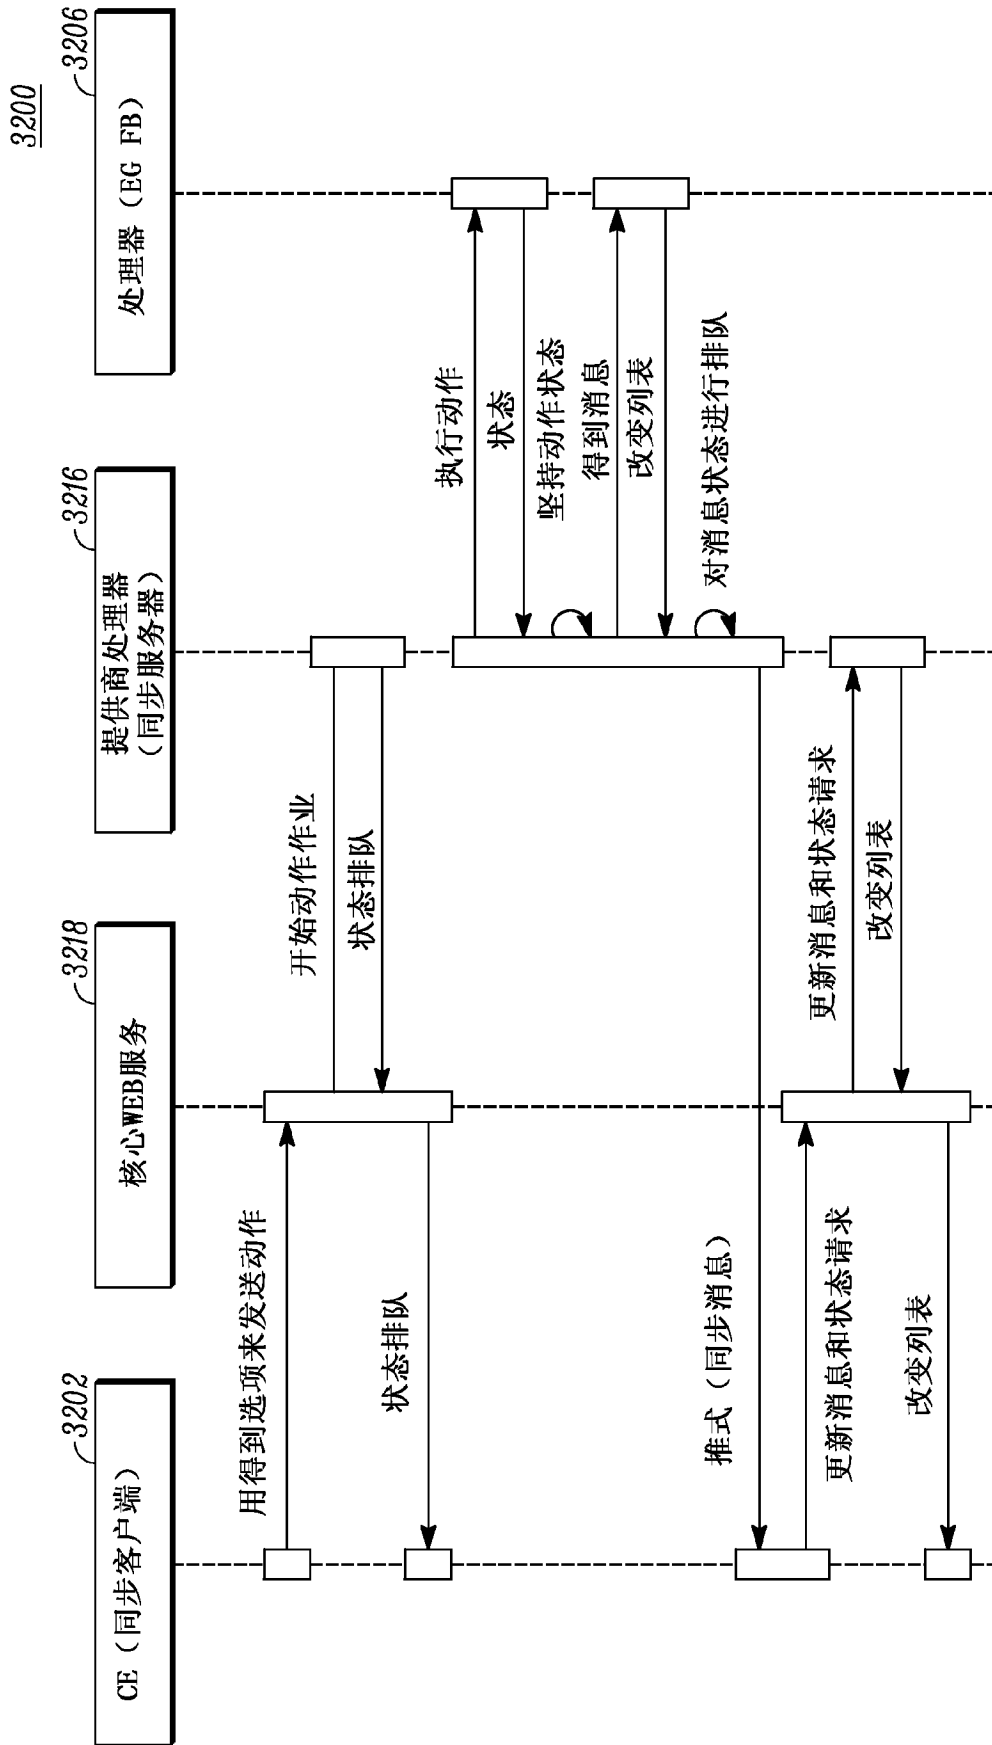 3200
CE（同步客户端）
3202
核心WEB服务
3218
提供商处理器
（同步服务器）
3216
处理器（EG FB）
3206
用得到选项来发送动作
开始动作作业
状态排队
状态排队
执行动作
状态
坚持动作状态
得到消息
改变列表
对消息状态进行排队
推式（同步消息）
更新消息和状态请求
更新消息和状态请求
改变列表
改变列表